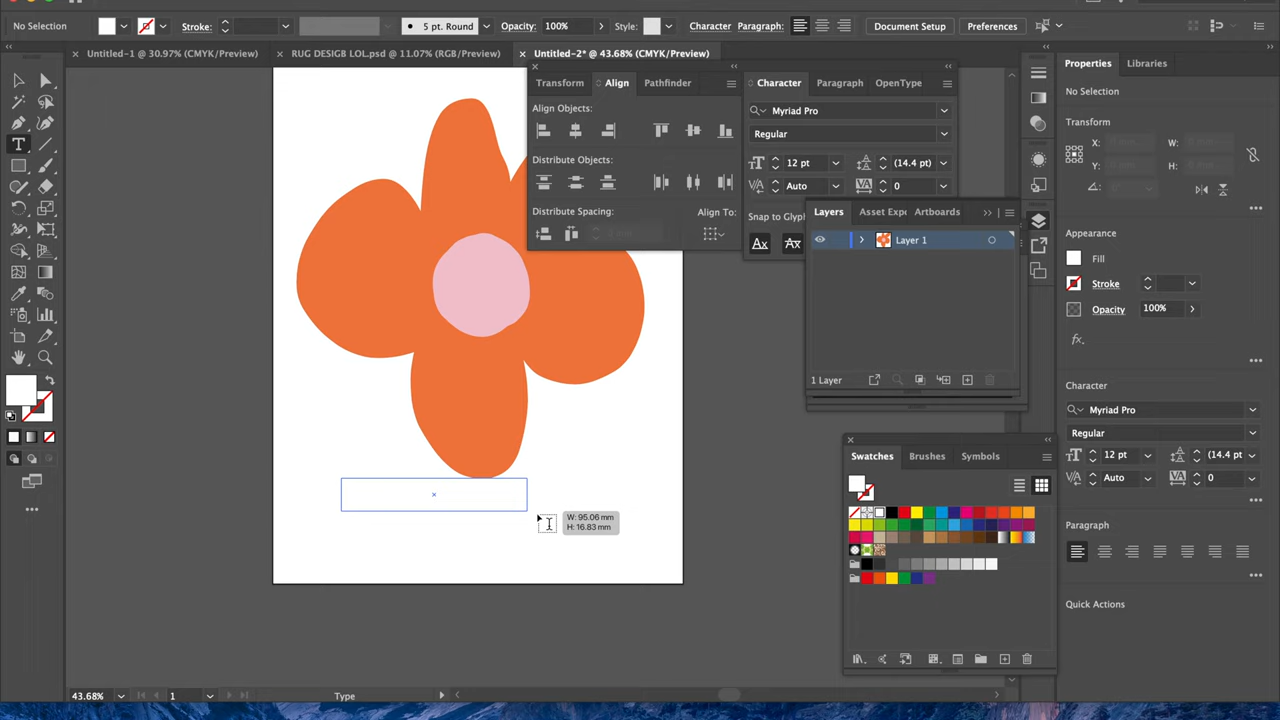 No Selection
Stroke:
5 pt. Round
Opacity:
100%
Style:
Character
Paragraph:
Document Setup
Preferences
Untitled-1 @ 30.97% (CMYK/Preview)
RUG DESIGB LOL.psd @ 11.07% (RGB/Preview)
Untitled-2* @ 43.68% (CMYK/Preview)
Transform
Align
Pathfinder
Align Objects:
Distribute Objects:
Distribute Spacing:
Align To:
Character
Paragraph
OpenType
Myriad Pro
Regular
12 pt
(14.4 pt)
Auto
0
Snap to Glyph
Layers
Asset Exp
Artboards
Layer 1
1 Layer
Swatches
Brushes
Symbols
Properties
Libraries
No Selection
Transform
X:
W:
Y:
H:
Appearance
Fill
Stroke
Opacity
100%
fx.
Character
Myriad Pro
Regular
12 pt
(14.4 pt
Auto
0
Paragraph
Quick Actions
W: 95.06 mm
H: 16.83 mm
43.68%
1
Type